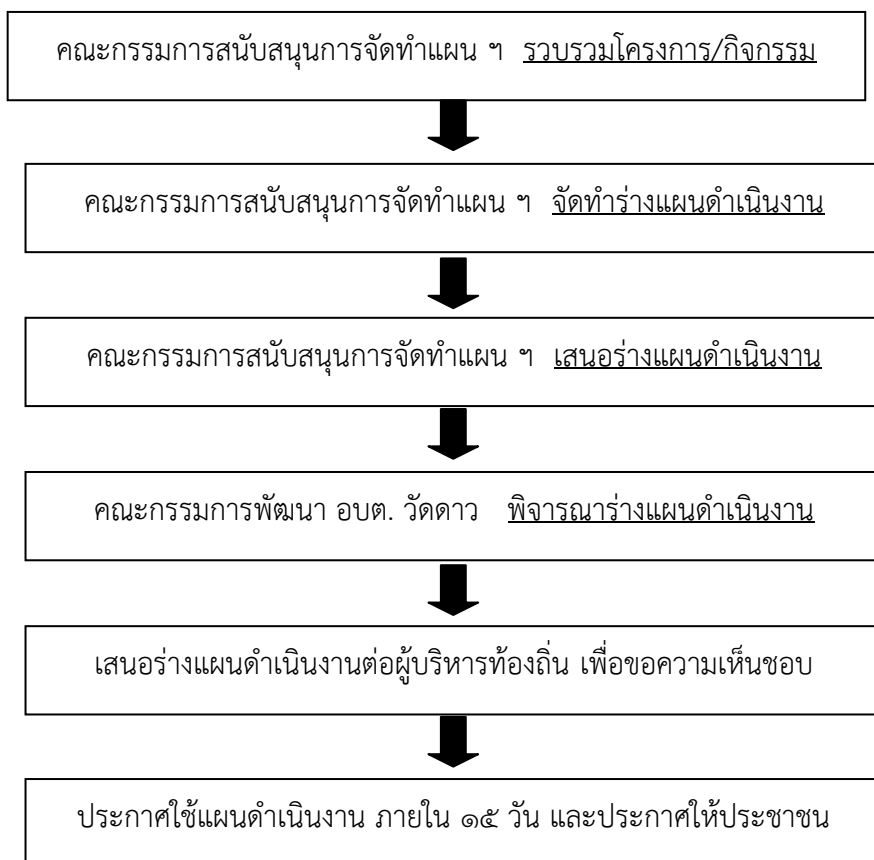 คณะกรรมการสนับสนุนการจัดทำแผน ฯ รวบรวมโครงการ/กิจกรรม
คณะกรรมการสนับสนุนการจัดทำแผน ฯ จัดทำร่างแผนดำเนินงาน
คณะกรรมการสนับสนุนการจัดทำแผน ฯ เสนอร่างแผนดำเนินงาน
คณะกรรมการพัฒนา อบต. วัดดาว พิจารณาร่างแผนดำเนินงาน
เสนอร่างแผนดำเนินงานต่อผู้บริหารท้องถิ่น เพื่อขอความเห็นชอบ
ประกาศใช้แผนดำเนินงาน ภายใน ๑๕ วัน และประกาศให้ประชาชน